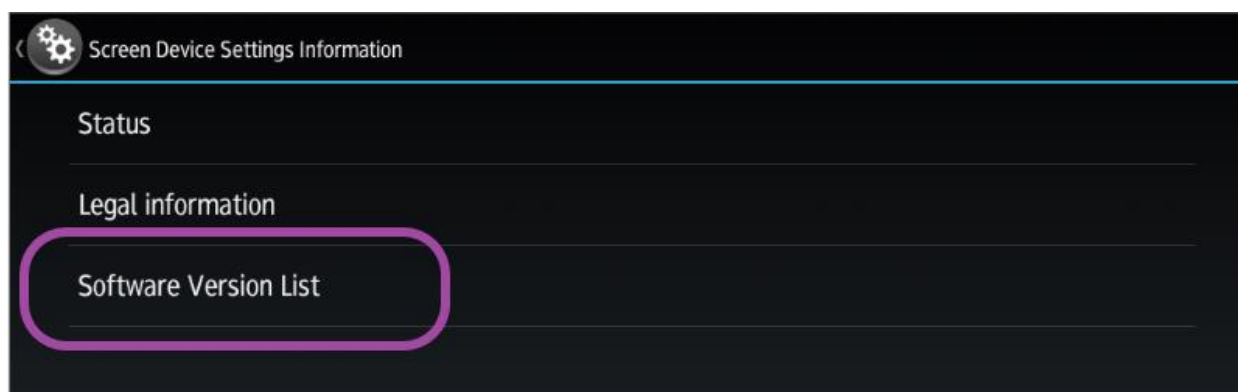 Screen Device Settings Information
Status
Legal information
Software Version List